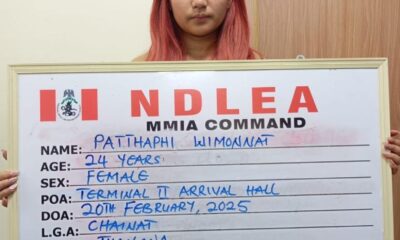 NDLEA
MMIA COMMAND
NAME: PATTHAPHI WIMONNAT
AGE: 24 YEARS
SEX: FEMALE
POA: TERMINAL II ARRIVAL HALL
DOA: 20TH FEBRUARY, 2025
L.G.A: CHAINAT